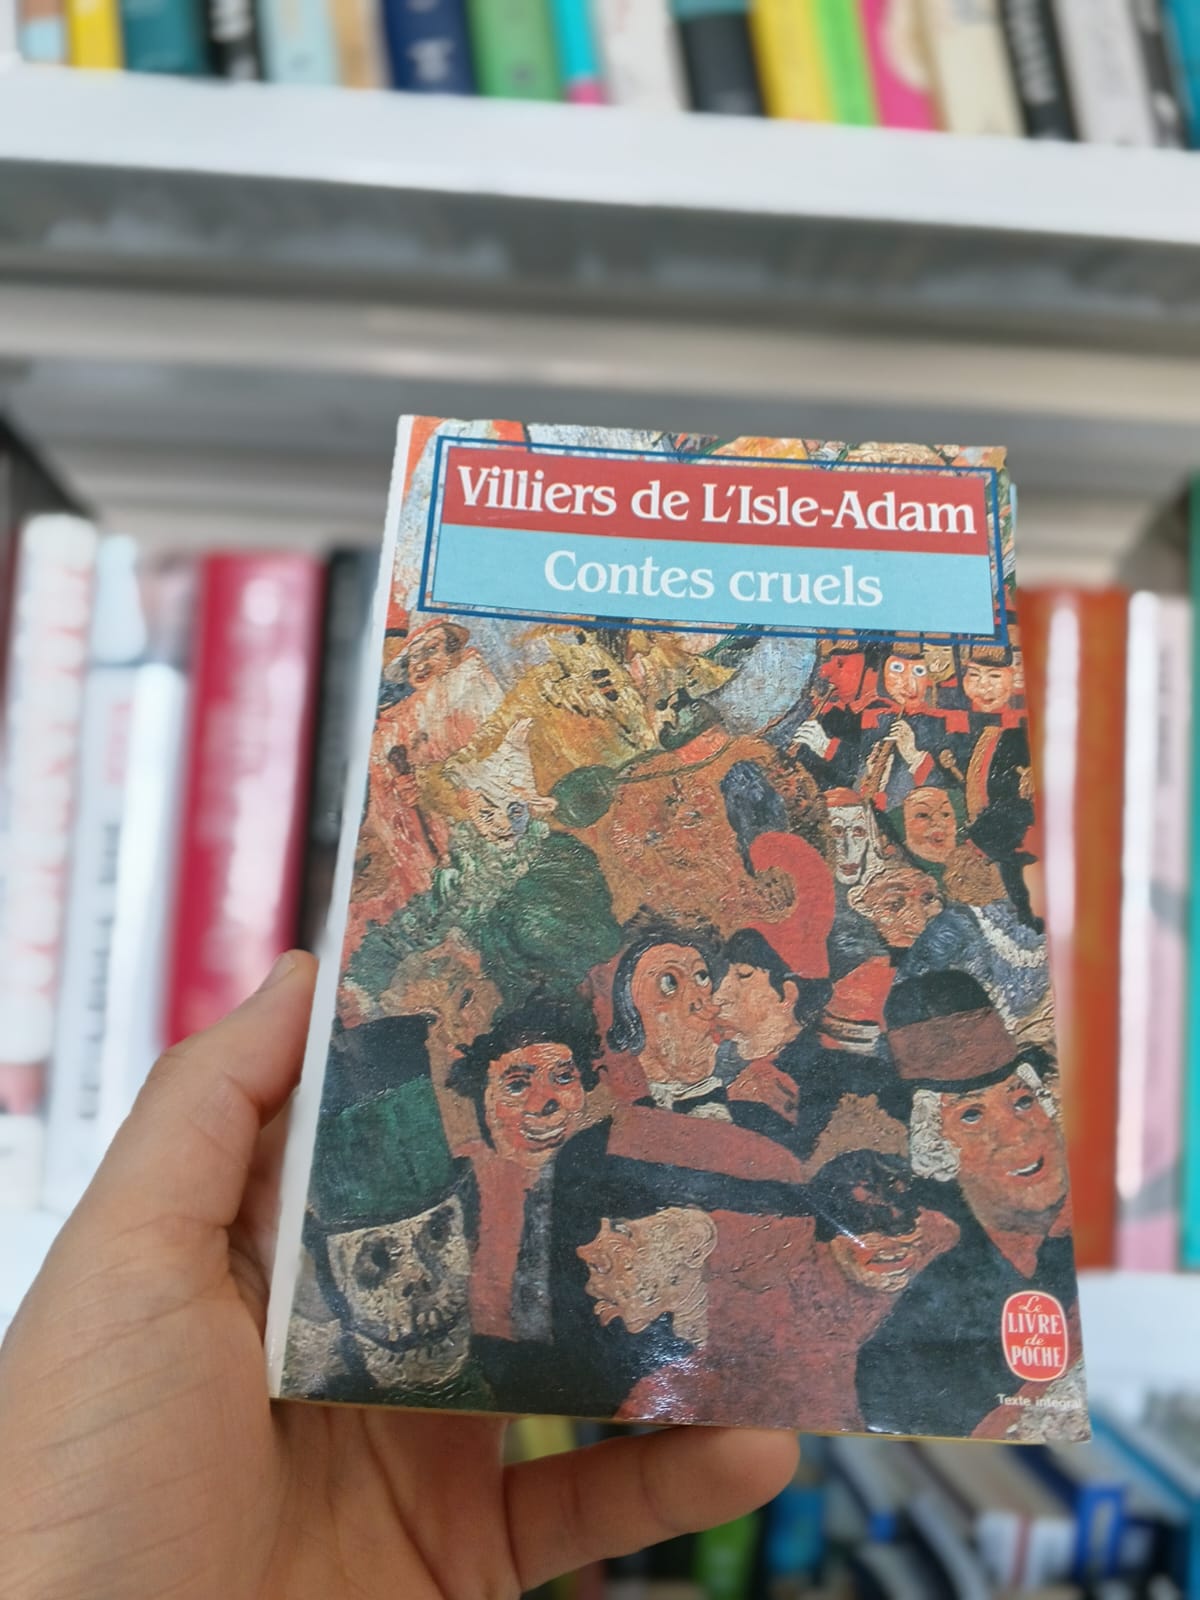 Villiers de L'Isle-Adam
Contes cruels
Le
LIVRE
de
POCHE
Texte intégral